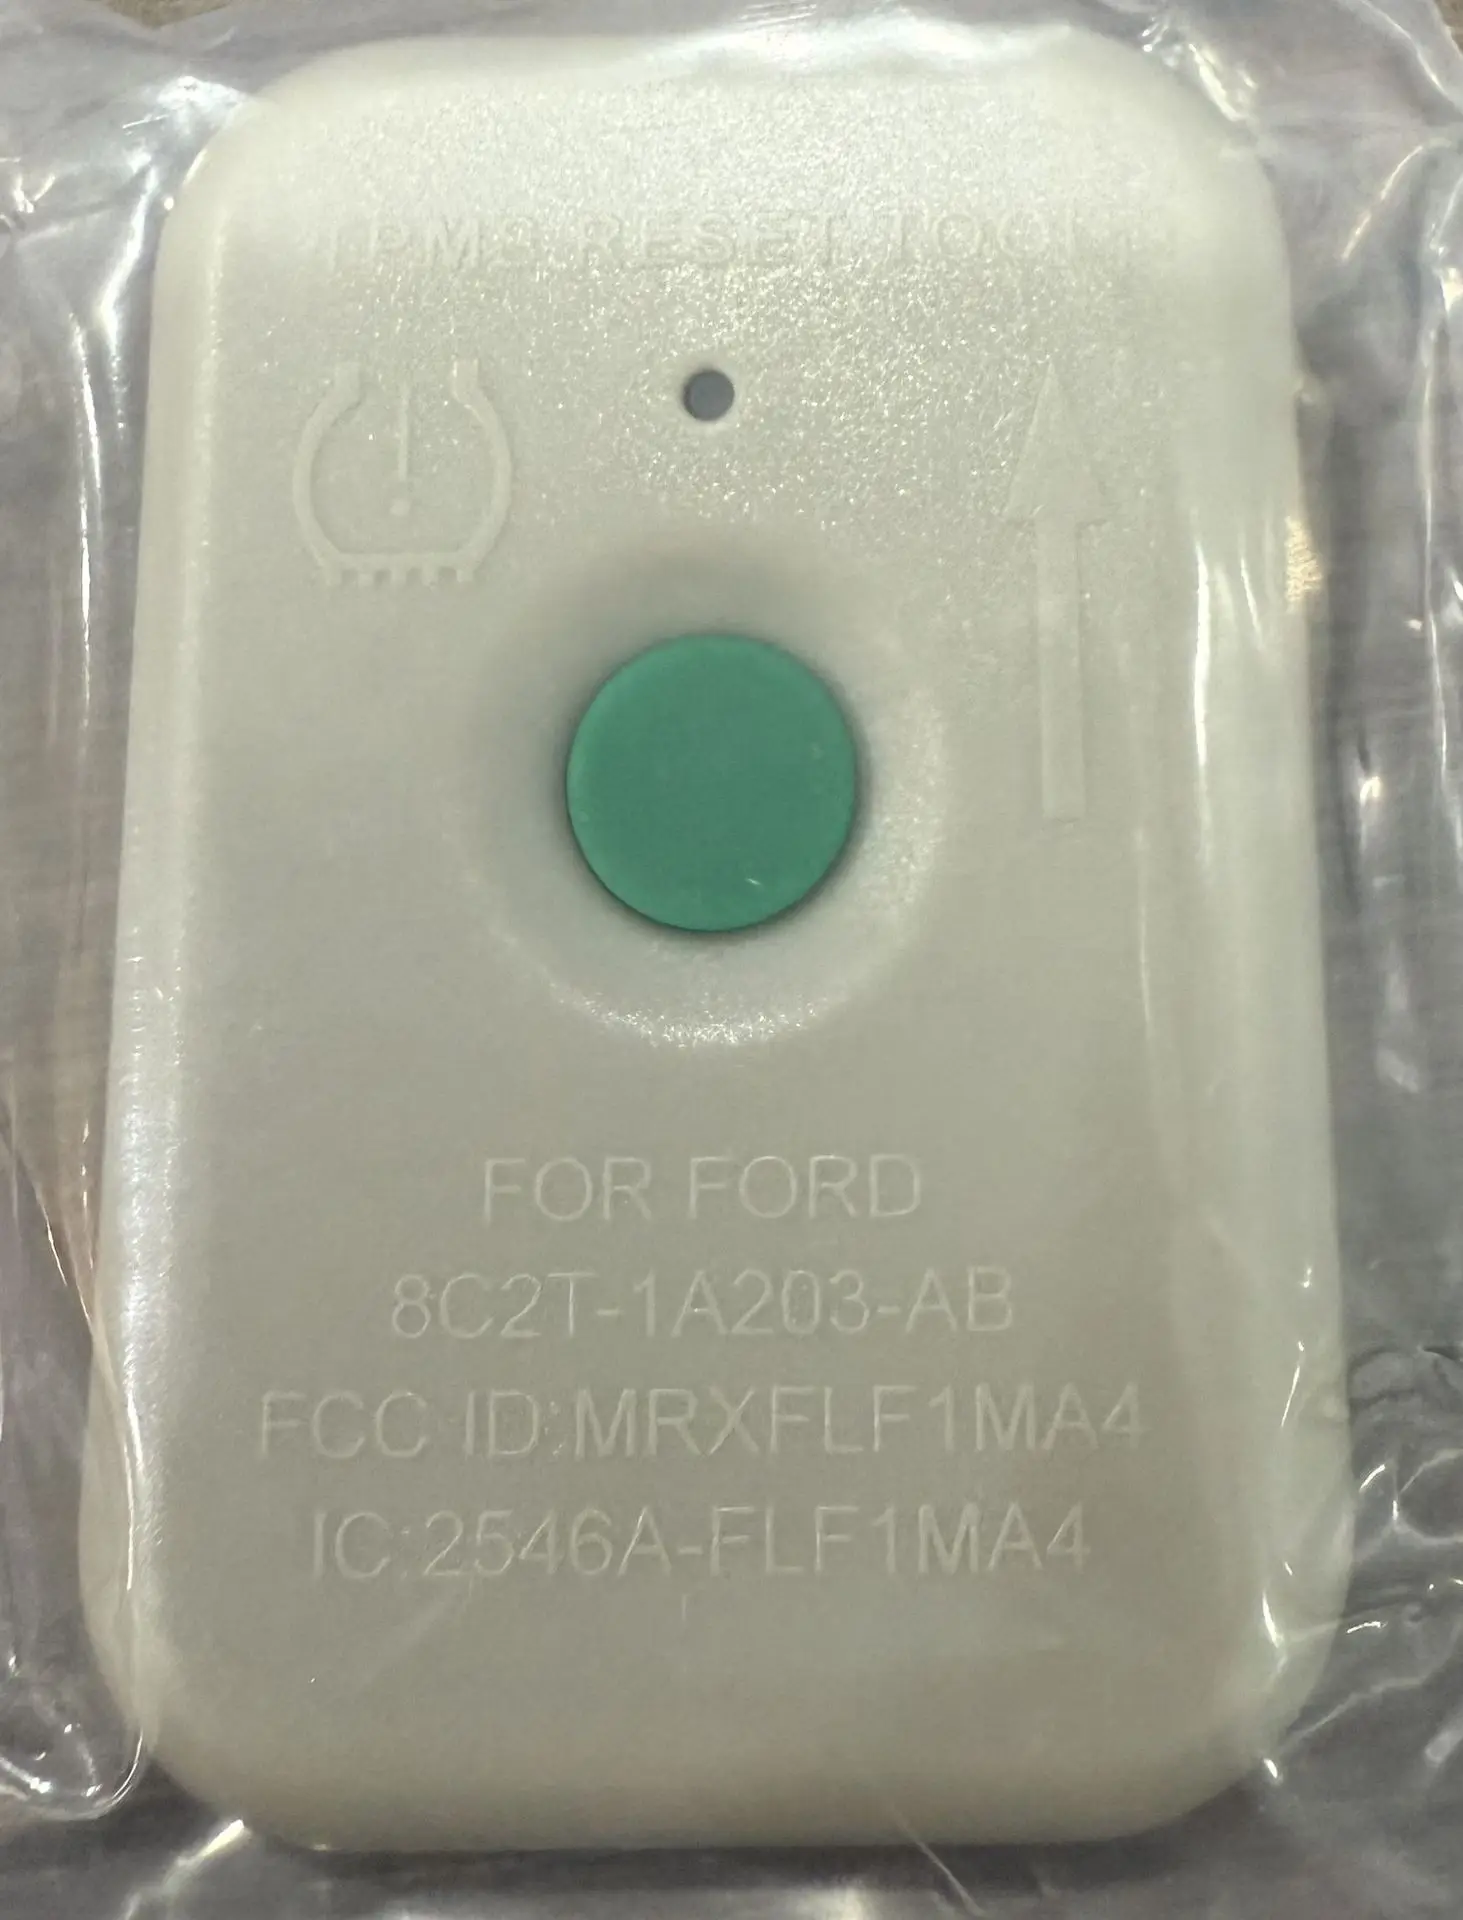 TPMS RESET TOOL
FOR FORD
8C2T-1A203-AB
FCC ID:MRXFLF1MA4
IC:2546A-FLF1MA4